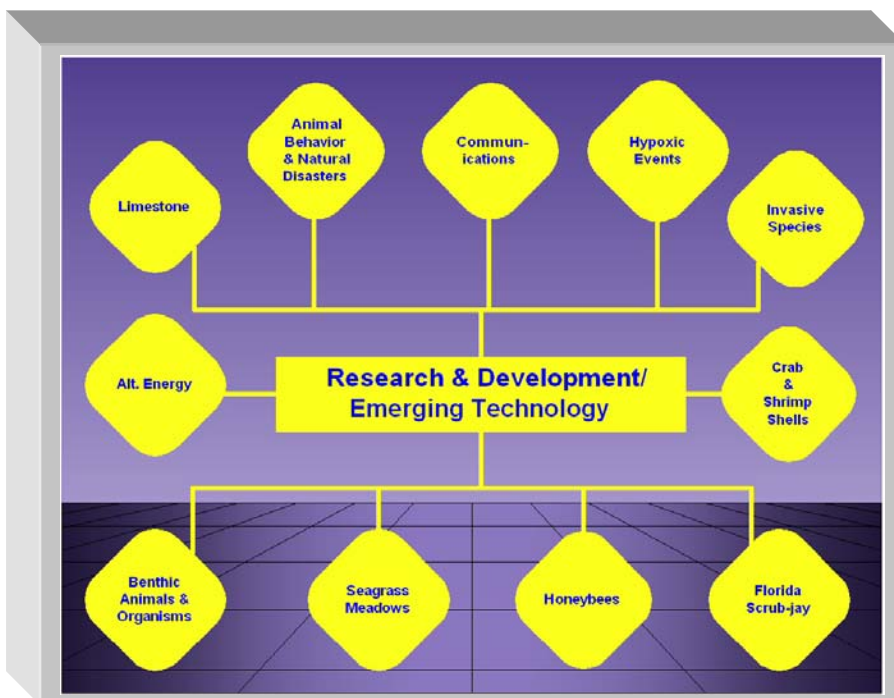 Animal
Behavior
& Natural
Disasters
Commun-
ications
Hypoxic
Events
Limestone
Invasive
Species
Alt. Energy
Research & Development/
Emerging Technology
Crab
&
Shrimp
Shells
Benthic
Animals &
Organisms
Seagrass
Meadows
Honeybees
Florida
Scrub-jay